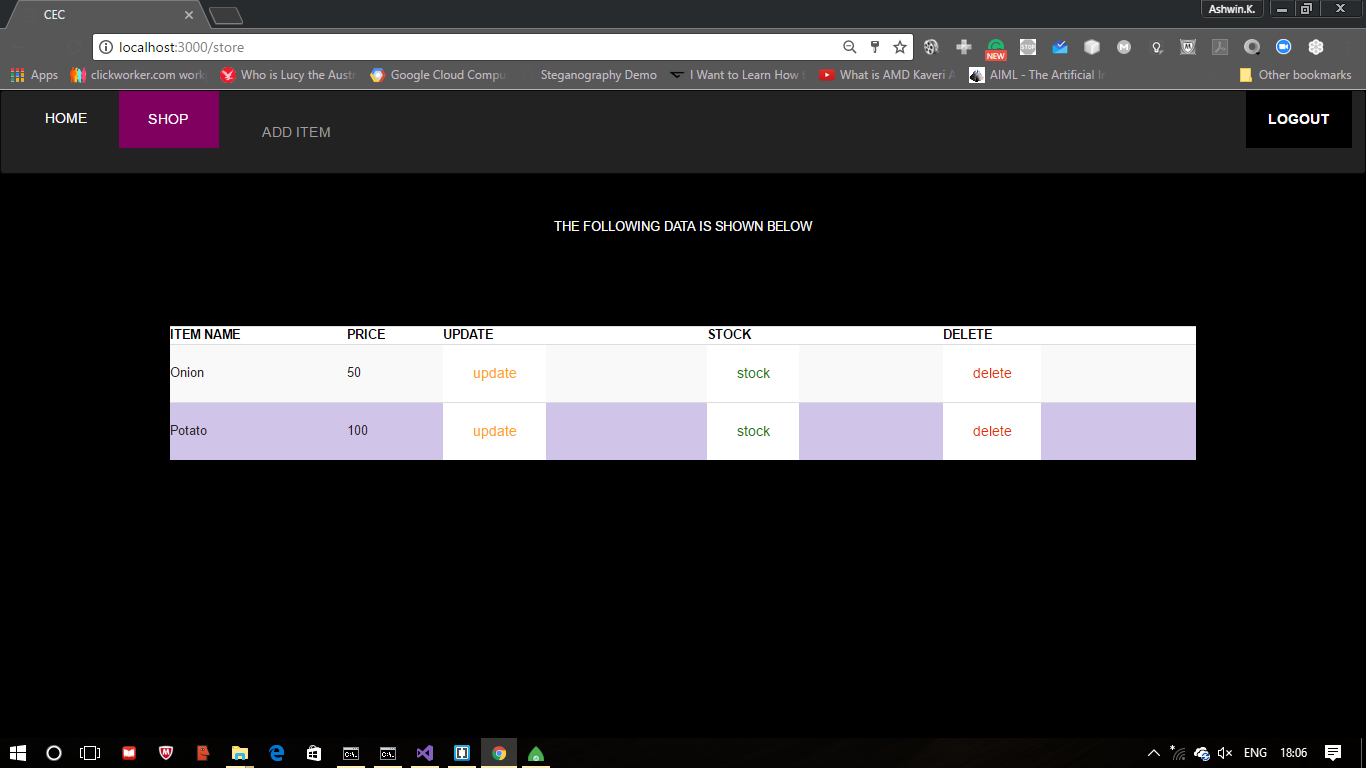 CEC
Ashwin.K.
localhost:3000/store
NEW
STOP
Apps
clickworker.com work
Who is Lucy the Austr
Google Cloud Compu
Steganography Demo
I Want to Learn How
What is AMD Kaveri
AIML - The Artificial
Other bookmarks
HOME
SHOP
ADD ITEM
LOGOUT
THE FOLLOWING DATA IS SHOWN BELOW
ITEM NAME PRICE UPDATE STOCK DELETE
Onion 50 update stock delete
Potato 100 update stock delete
ENG 18:06